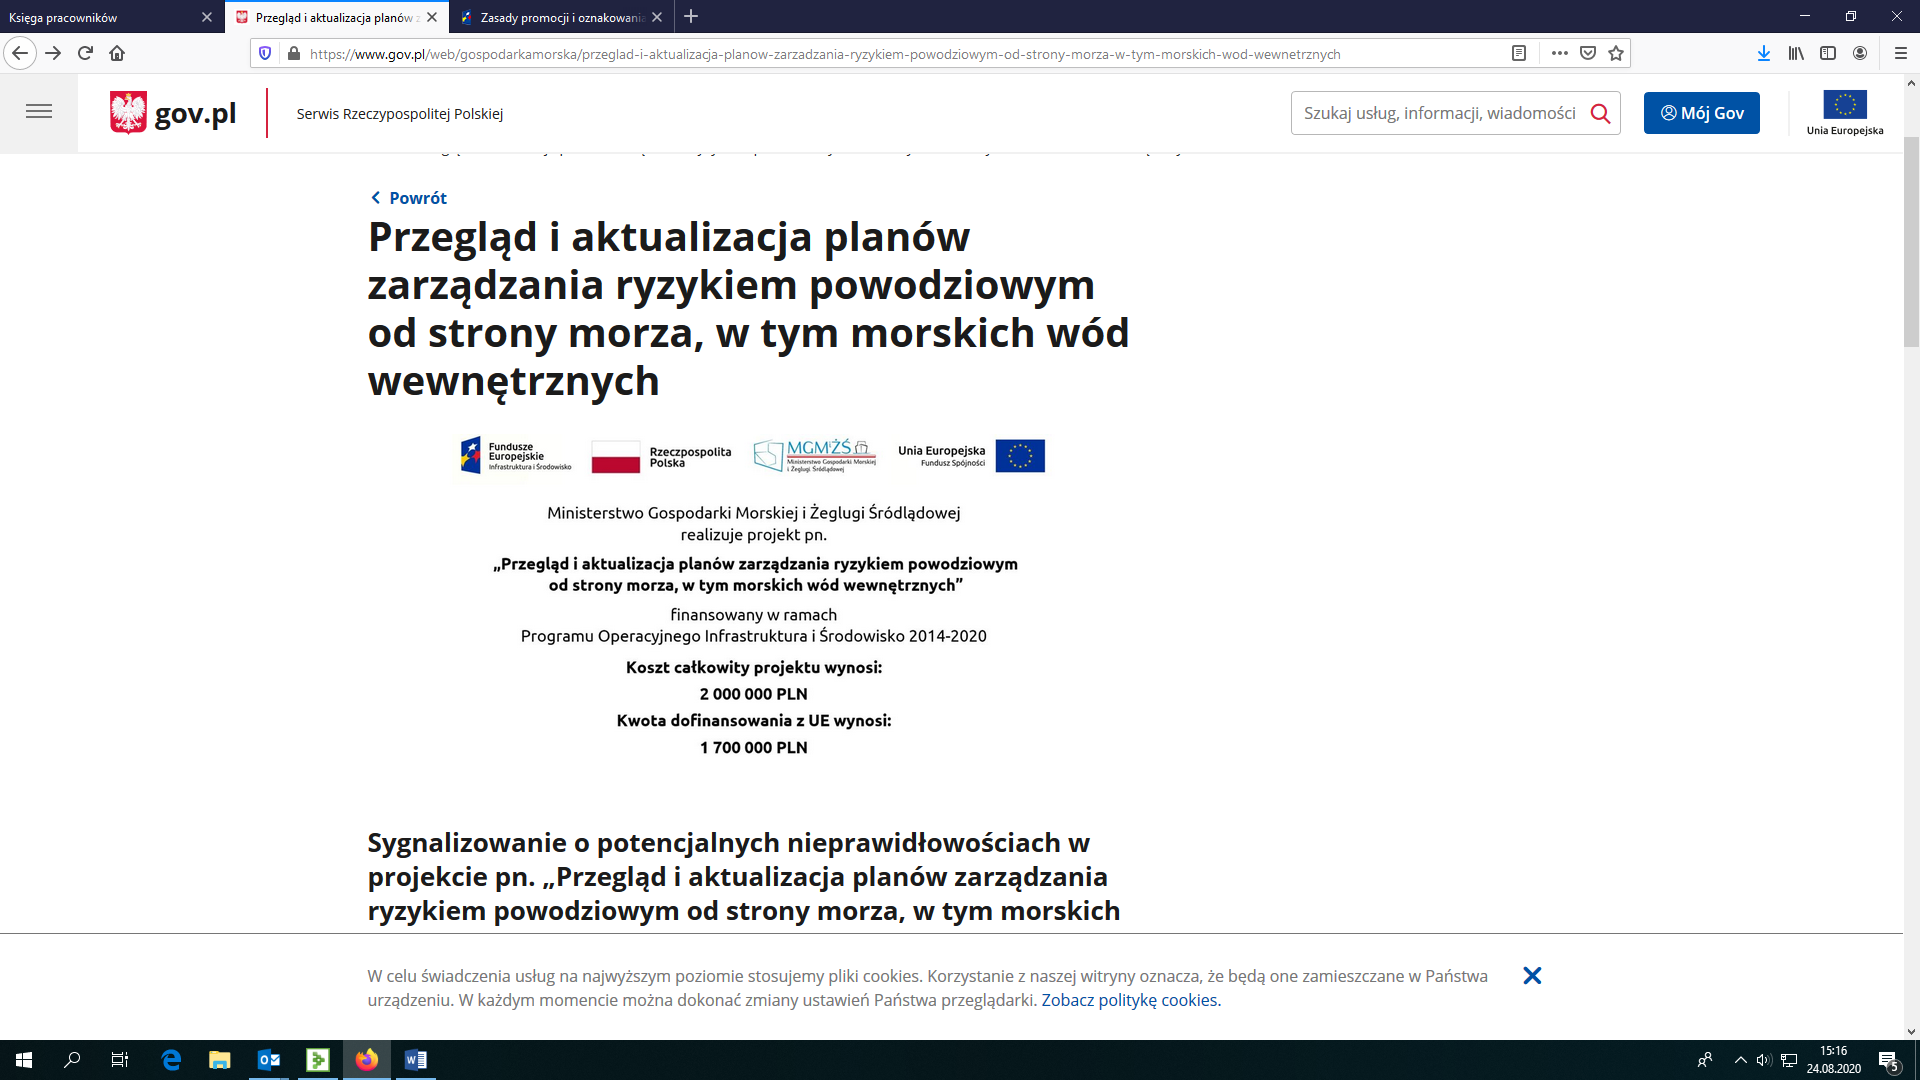 Księga pracowników
Przegląd i aktualizacja planów z
Zasady promocji i oznakowania
https://www.gov.pl/web/gospodarkamorska/przeglad-i-aktualizacja-planow-zarzadzania-ryzykiem-powodziowym-od-strony-morza-w-tym-morskich-wod-wewnetrznych
gov.pl
Serwis Rzeczypospolitej Polskiej
Szukaj usług, informacji, wiadomości
Mój Gov
Unia Europejska
Powrót
Przegląd i aktualizacja planów
zarządzania ryzykiem powodziowym
od strony morza, w tym morskich wód
wewnętrznych
Fundusze
Europejskie
Infrastruktura i Środowisko
Rzeczpospolita
Polska
MGMiŻŚ
Ministerstwo Gospodarki Morskiej
i Żeglugi Śródlądowej
Unia Europejska
Fundusz Spójności
Ministerstwo Gospodarki Morskiej i Żeglugi Śródlądowej
realizuje projekt pn.
„Przegląd i aktualizacja planów zarządzania ryzykiem powodziowym
od strony morza, w tym morskich wód wewnętrznych”
finansowany w ramach
Programu Operacyjnego Infrastruktura i Środowisko 2014-2020
Koszt całkowity projektu wynosi:
2 000 000 PLN
Kwota dofinansowania z UE wynosi:
1 700 000 PLN
Sygnalizowanie o potencjalnych nieprawidłowościach w
projekcie pn. „Przegląd i aktualizacja planów zarządzania
ryzykiem powodziowym od strony morza, w tym morskich
W celu świadczenia usług na najwyższym poziomie stosujemy pliki cookies. Korzystanie z naszej witryny oznacza, że będą one zamieszczane w Państwa
urządzeniu. W każdym momencie można dokonać zmiany ustawień Państwa przeglądarki. Zobacz politykę cookies.
15:16
24.08.2020
5